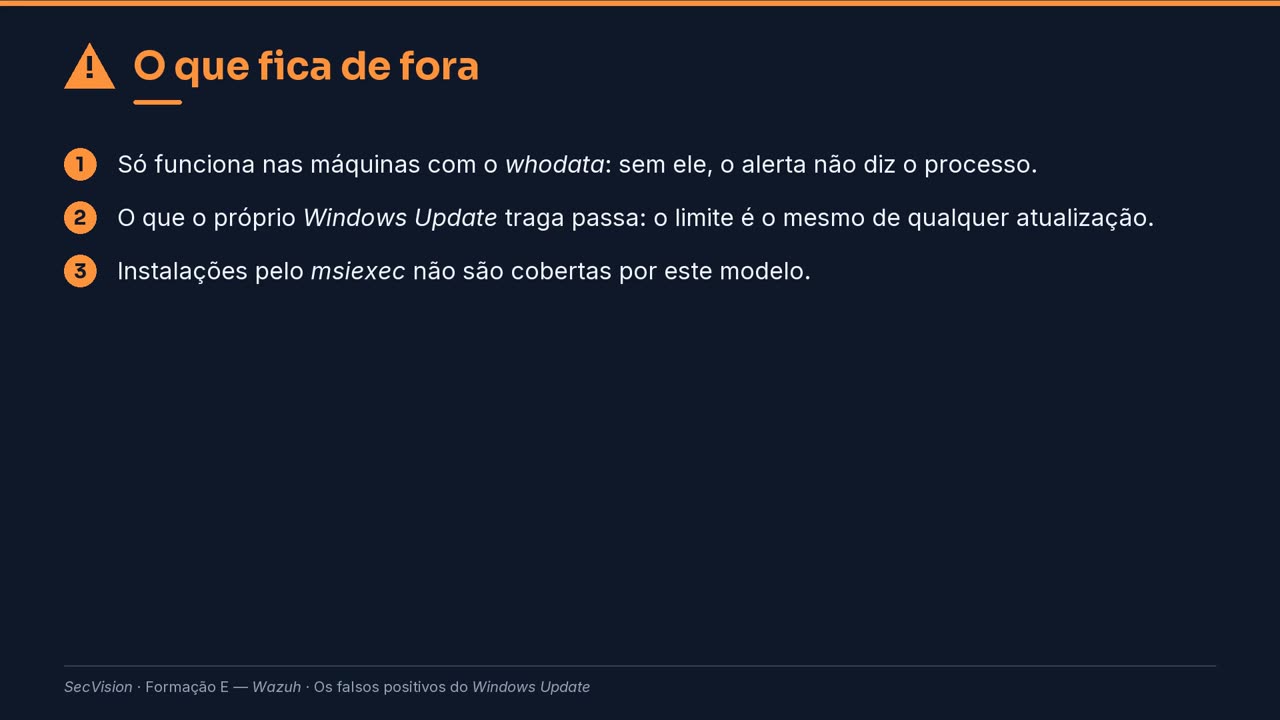 O que fica de fora
1 Só funciona nas máquinas com o whodata: sem ele, o alerta não diz o processo.
2 O que o próprio Windows Update traga passa: o limite é o mesmo de qualquer atualização.
3 Instalações pelo msiexec não são cobertas por este modelo.
SecVision · Formação E — Wazuh · Os falsos positivos do Windows Update